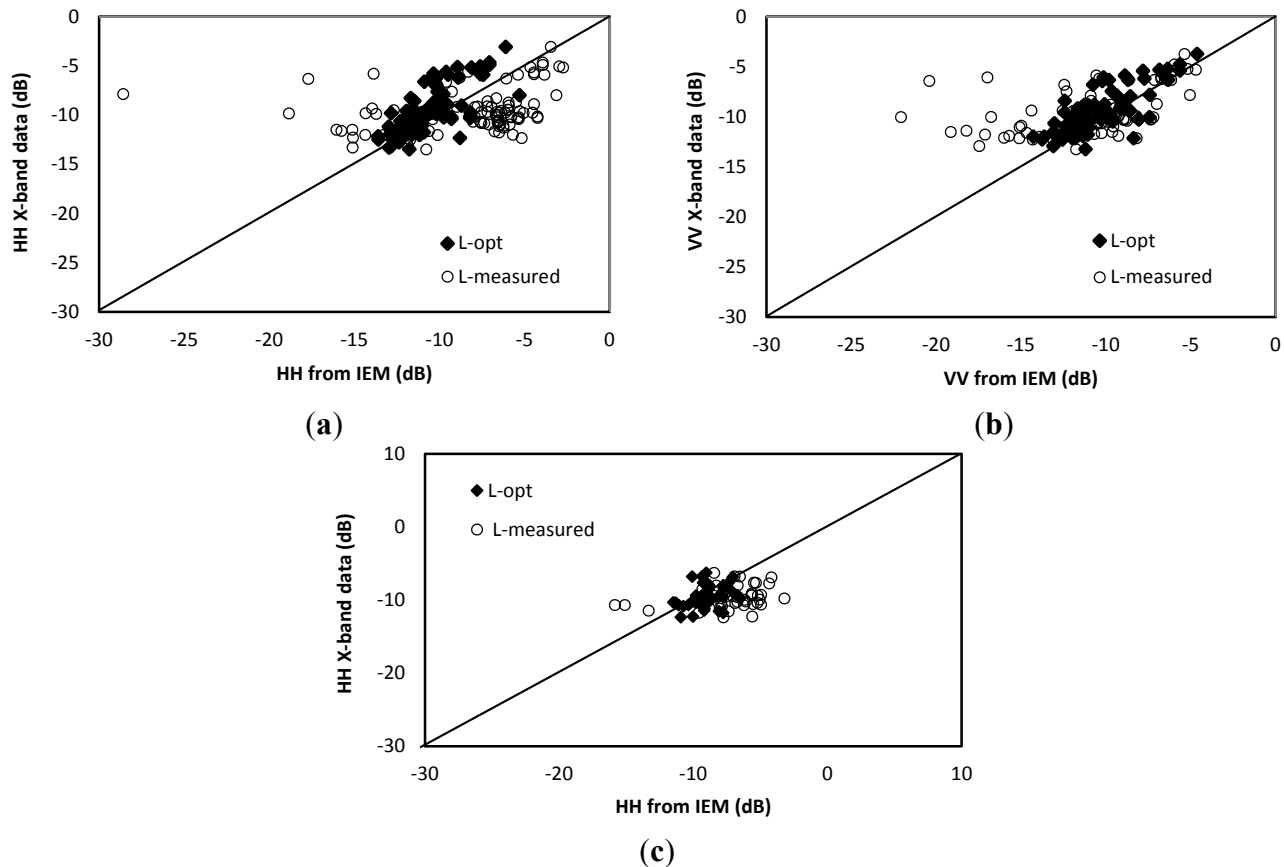 0
-5
-10
-15
-20
-25
-30
HH X-band data (dB)
L-opt
L-measured
-30 -25 -20 -15 -10 -5 0
HH from IEM (dB)
(a)
0
-5
-10
-15
-20
-25
-30
VV X-band data (dB)
L-opt
L-measured
-30 -25 -20 -15 -10 -5 0
VV from IEM (dB)
(b)
10
0
-10
-20
-30
HH X-band data (dB)
L-opt
L-measured
-30 -20 -10 0 10
HH from IEM (dB)
(c)